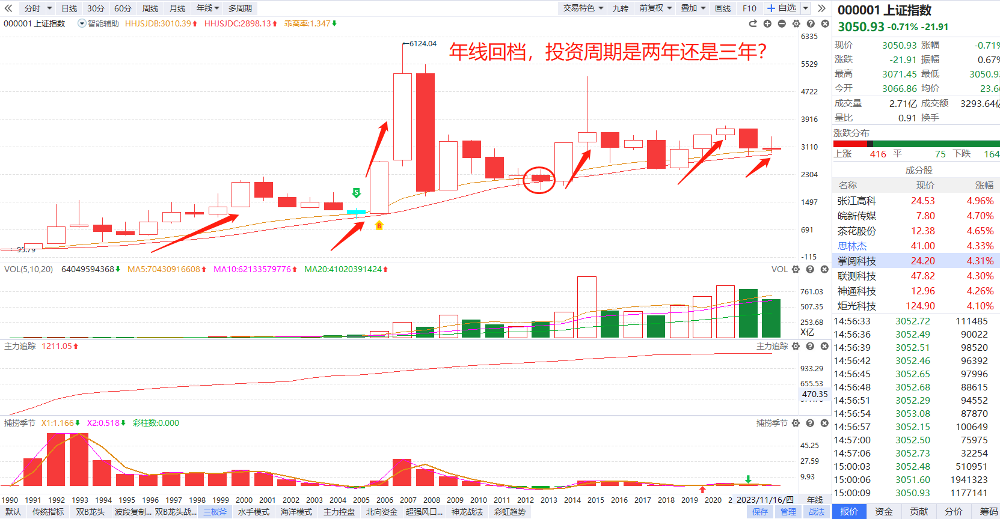 分时 日线 30分 60分 周线 月线 年线 多周期 交易特色 九转 前复权 叠加 画线 F10 自选
000001 上证指数
000001 上证指数 智能辅助 HHJSJDB:3010.39 HHJSJDC:2898.13 乖离率:1.347
3050.93 -0.71% -21.91
年线回档，投资周期是两年还是三年?
←6124.04
95.79
S
B
6335
5529
4722
3916
3110
2304
1497
691
-115
VOL(5,10,20) 64049594368 MA5:70430916608 MA10:62133579776 MA20:41020391424 VOL
761.03
507.35
253.68
X亿
主力追踪 1211.05 主力追踪
933.29
655.53
470.35
捕捞季节 X1:1.166 X2:0.518 彩柱数:0.000 捕捞季节
45.25
27.59
9.93
1990 1991 1992 1993 1994 1995 1996 1997 1998 1999 2000 2001 2002 2003 2004 2005 2006 2007 2008 2009 2010 2011 2012 2013 2014 2015 2016 2017 2018 2019 2020 2 2023/11/16/四 年线
默认 传统指标 双B龙头 波段复制... 双B龙头战... 三板斧 水手模式 海洋模式 主力控盘 北向资金 超强风口... 神龙战法 彩虹趋势 保存 管理 战法
现价 3050.93 涨幅 -0.71%
涨跌 -21.91 振幅 0.67%
最高 3071.45 最低 3050.93
今开 3066.86 均价 23.66
成交量 2.71亿 成交额 3293.64亿
量比 0.91 换手
涨跌分布
上涨 416 平 75 下跌 164
成分股
名称 现价 涨幅
张江高科 24.53 4.96%
皖新传媒 7.80 4.70%
茶花股份 12.38 4.65%
思林杰 41.00 4.33%
掌阅科技 24.20 4.31%
联测科技 47.82 4.30%
神通科技 12.96 4.26%
炬光科技 124.90 4.10%
14:56:33 3052.72 111485
14:56:36 3052.49 90022
14:56:39 3052.51 98520
14:56:42 3052.46 96392
14:56:45 3052.65 97996
14:56:48 3052.68 88615
14:56:51 3052.29 94552
14:56:54 3053.08 87870
14:56:57 3052.15 100649
14:57:00 3052.50 75975
14:57:06 3052.73 32254
15:00:03 3052.48 510951
15:00:06 3051.60 1941323
15:00:09 3050.93 1177141
报价 资金 贡献 分价 筹码